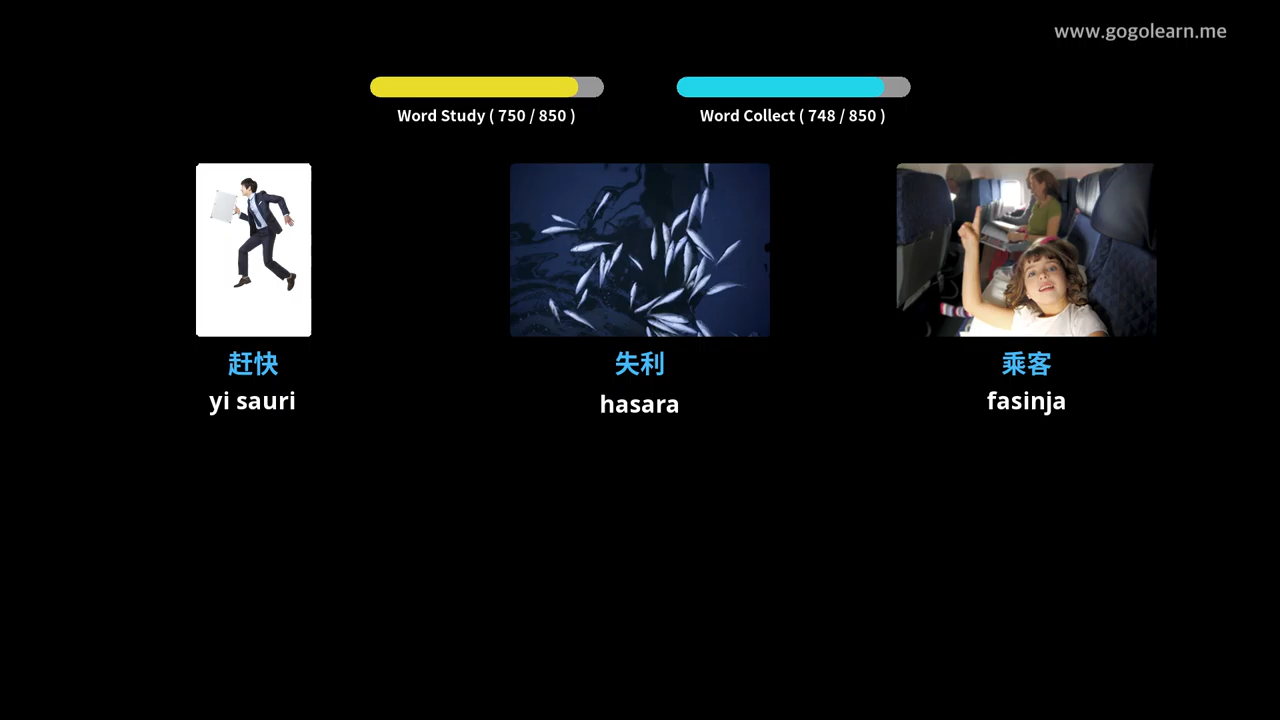 www.gogolearn.me
Word Study ( 750 / 850 )
Word Collect ( 748 / 850 )
赶快
失利
乘客
yi sauri
hasara
fasinja